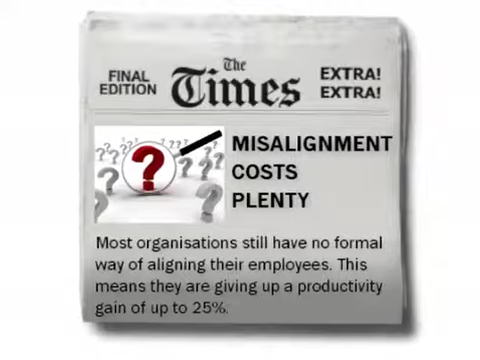 FINAL
EDITION
The
Times
EXTRA!
EXTRA!
MISALIGNMENT
COSTS
PLENTY
Most organisations still have no formal
way of aligning their employees. This
means they are giving up a productivity
gain of up to 25%.